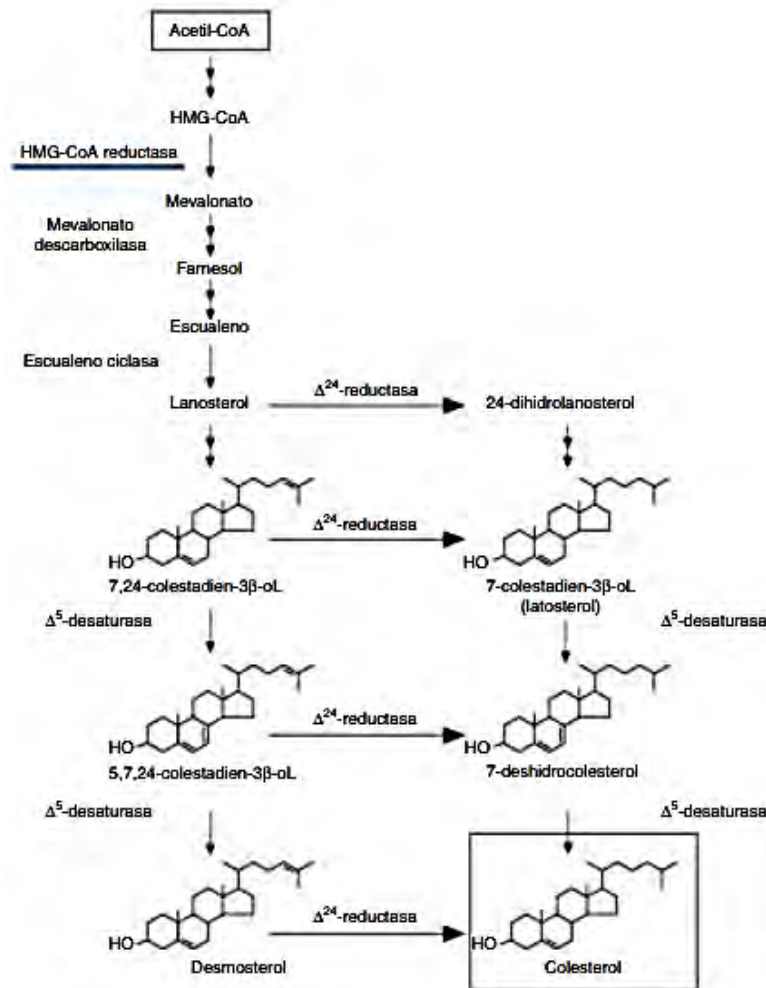 Acetil-CoA
HMG-CoA
HMG-CoA reductasa
Mevalonato
Mevalonato
descarboxilasa
Farnesol
Escualeno
Escualeno ciclasa
Lanosterol
Δ24-reductasa
24-dihidrolanosterol
HO
Δ24-reductasa
HO
7,24-colestadien-3β-oL
7-colestadien-3β-oL
(latosterol)
Δ5-desaturasa
Δ5-desaturasa
HO
Δ24-reductasa
HO
5,7,24-colestadien-3β-oL
7-deshidrocolesterol
Δ5-desaturasa
Δ5-desaturasa
HO
Δ24-reductasa
HO
Desmosterol
Colesterol